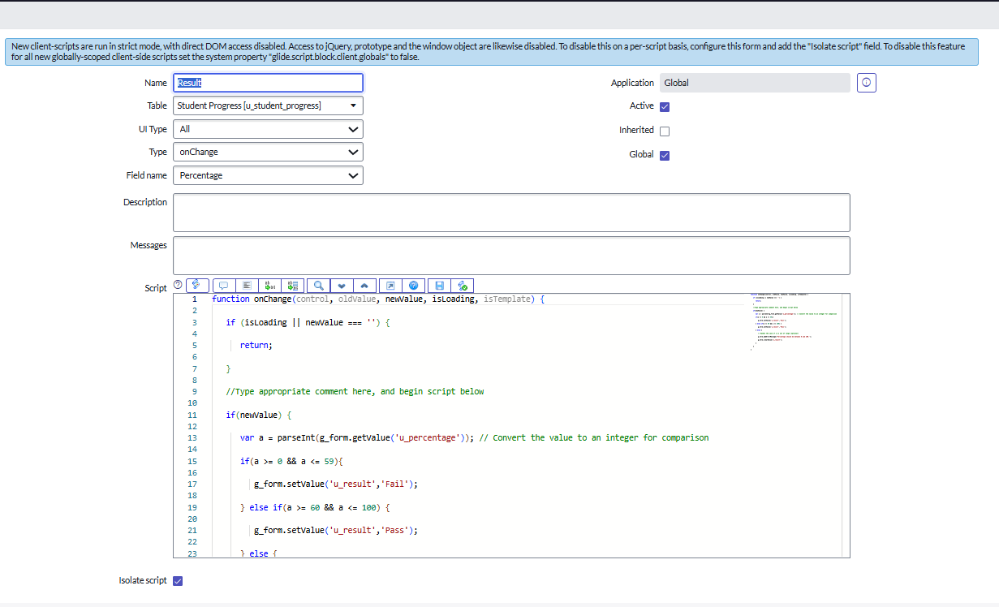 New client-scripts are run in strict mode, with direct DOM access disabled. Access to jQuery, prototype and the window object are likewise disabled. To disable this on a per-script basis, configure this form and add the "Isolate script" field. To disable this feature
for all new globally-scoped client-side scripts set the system property "glide.script.block.client.globals" to false.
Name Result
Application Global
Table Student Progress [u_student_progress]
Active
UI Type All
Inherited
Type onChange
Global
Field name Percentage
Description
Messages
Script
1 function onChange(control, oldValue, newValue, isLoading, isTemplate) {
2
3 if (isLoading || newValue === '') {
4
5 return;
6
7 }
8
9 //Type appropriate comment here, and begin script below
10
11 if(newValue) {
12
13 var a = parseInt(g_form.getValue('u_percentage')); // Convert the value to an integer for comparison
14
15 if(a >= 0 && a <= 59){
16
17 g_form.setValue('u_result','Fail');
18
19 } else if(a >= 60 && a <= 100) {
20
21 g_form.setValue('u_result','Pass');
22
23 } else {
Isolate script